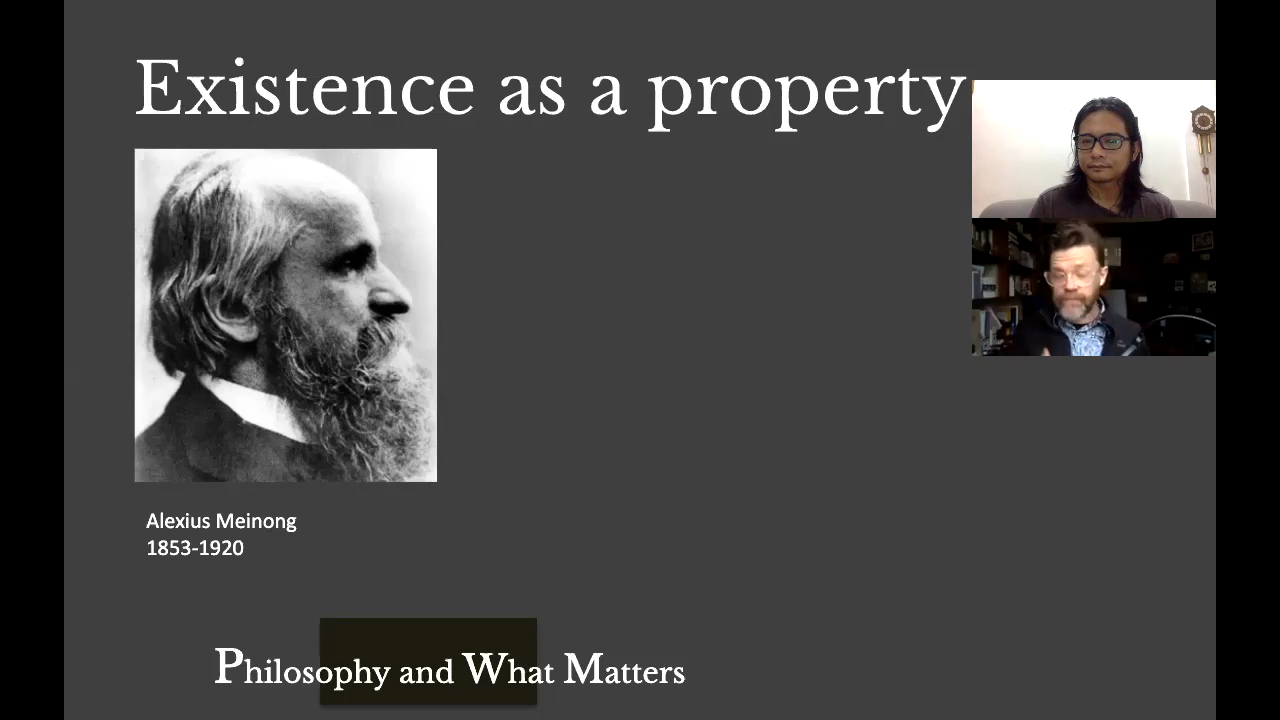 Existence as a property
Alexius Meinong
1853-1920
Philosophy and What Matters